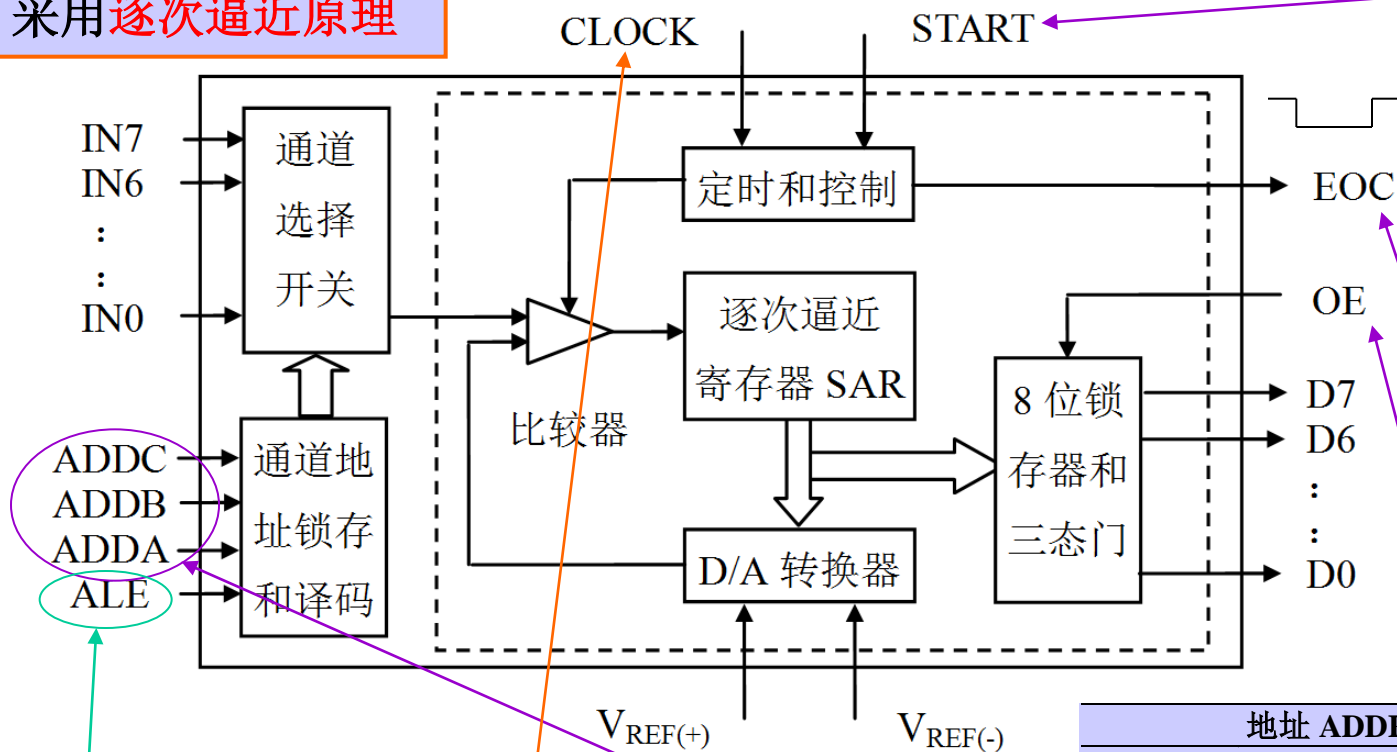 采用逐次逼近原理
CLOCK
START
IN7
IN6
:
:
IN0
通道
选择
开关
定时和控制
EOC
OE
比较器
逐次逼近
寄存器 SAR
8 位锁
存器和
三态门
D7
D6
:
:
D0
ADDC
ADDB
ADDA
ALE
通道地
址锁存
和译码
D/A 转换器
VREF(+)
VREF(-)
地址 ADD